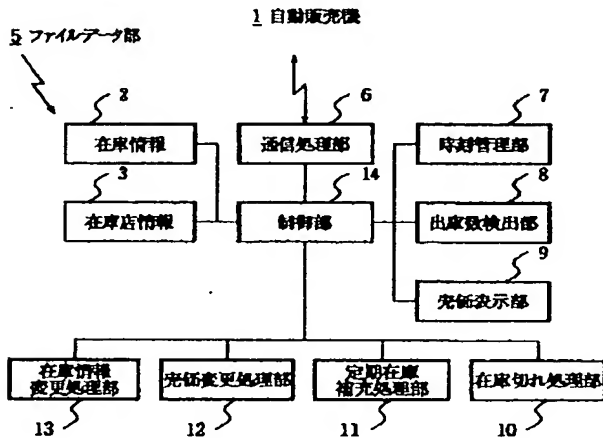 1 自動販売機
5 ファイルデータ部
2
6
7
在庫情報
通信処理部
時刻管理部
3
14
8
在庫店情報
制御部
出庫数検出部
9
売価表示部
在庫情報
変更処理部
売価変更処理部
定期在庫
補充処理部
在庫切れ処理部
13
12
11
10